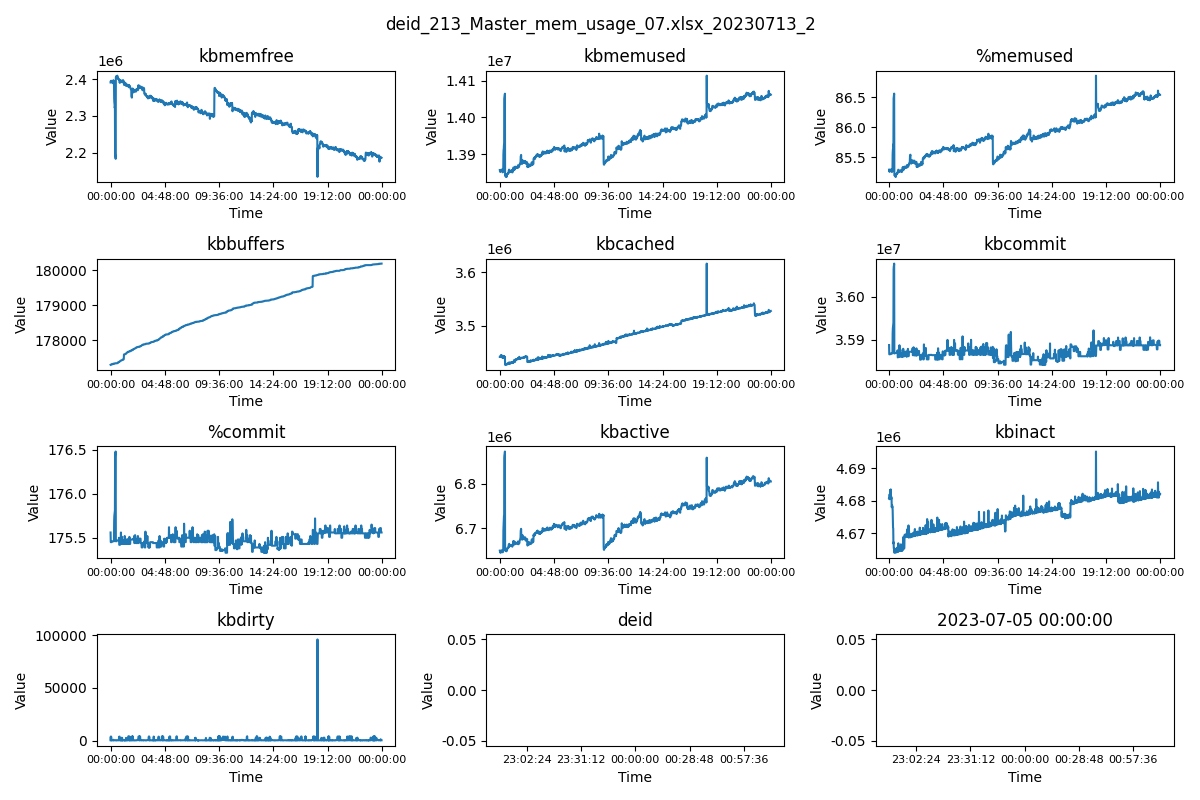 deid_213_Master_mem_usage_07.xlsx_20230713_2
kbmemfree
1e6
Value
2.4
2.3
2.2
00:00:00 04:48:00 09:36:00 14:24:00 19:12:00 00:00:00
Time
kbmemused
1e7
Value
1.41
1.40
1.39
00:00:00 04:48:00 09:36:00 14:24:00 19:12:00 00:00:00
Time
%memused
Value
86.5
86.0
85.5
00:00:00 04:48:00 09:36:00 14:24:00 19:12:00 00:00:00
Time
kbbuffers
Value
180000
179000
178000
00:00:00 04:48:00 09:36:00 14:24:00 19:12:00 00:00:00
Time
kbcached
1e6
Value
3.6
3.5
00:00:00 04:48:00 09:36:00 14:24:00 19:12:00 00:00:00
Time
kbcommit
1e7
Value
3.60
3.59
00:00:00 04:48:00 09:36:00 14:24:00 19:12:00 00:00:00
Time
%commit
Value
176.5
176.0
175.5
00:00:00 04:48:00 09:36:00 14:24:00 19:12:00 00:00:00
Time
kbactive
1e6
Value
6.8
6.7
00:00:00 04:48:00 09:36:00 14:24:00 19:12:00 00:00:00
Time
kbinact
1e6
Value
4.69
4.68
4.67
00:00:00 04:48:00 09:36:00 14:24:00 19:12:00 00:00:00
Time
kbdirty
Value
100000
50000
0
00:00:00 04:48:00 09:36:00 14:24:00 19:12:00 00:00:00
Time
deid
Value
0.05
0.00
-0.05
23:02:24 23:31:12 00:00:00 00:28:48 00:57:36
Time
2023-07-05 00:00:00
Value
0.05
0.00
-0.05
23:02:24 23:31:12 00:00:00 00:28:48 00:57:36
Time